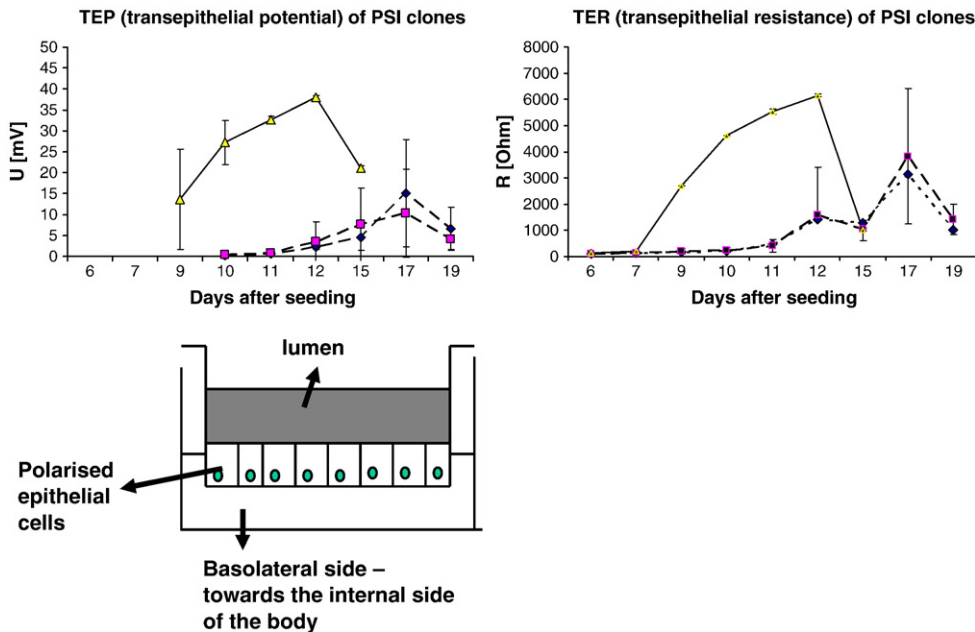 TEP (transepithelial potential) of PSI clones
50
45
40
35
30
25
20
15
10
5
0
U [mV]
6 7 9 10 11 12 15 17 19
Days after seeding
TER (transepithelial resistance) of PSI clones
8000
7000
6000
5000
4000
3000
2000
1000
0
R [Ohm]
6 7 9 10 11 12 15 17 19
Days after seeding
lumen
Polarised
epithelial
cells
Basolateral side –
towards the internal side
of the body